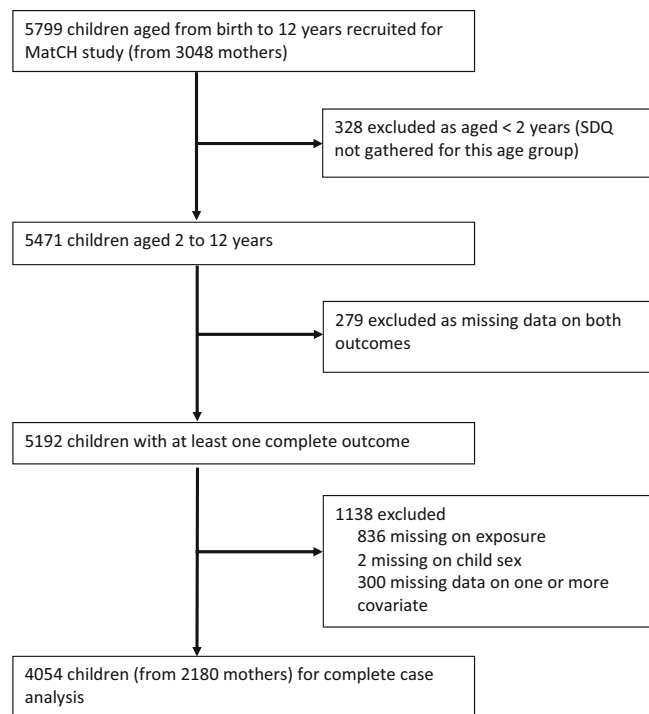 5799 children aged from birth to 12 years recruited for
MatCH study (from 3048 mothers)
328 excluded as aged < 2 years (SDQ
not gathered for this age group)
5471 children aged 2 to 12 years
279 excluded as missing data on both
outcomes
5192 children with at least one complete outcome
1138 excluded
836 missing on exposure
2 missing on child sex
300 missing data on one or more
covariate
4054 children (from 2180 mothers) for complete case
analysis